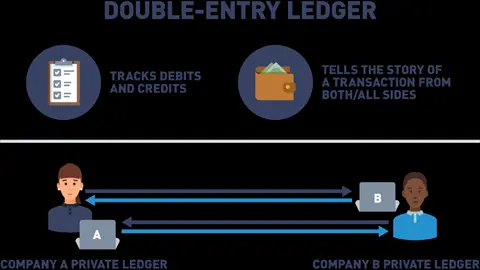 DOUBLE-ENTRY LEDGER
TRACKS DEBITS
AND CREDITS
TELLS THE STORY OF
A TRANSACTION FROM
BOTH/ALL SIDES
B
A
COMPANY A PRIVATE LEDGER
COMPANY B PRIVATE LEDGER